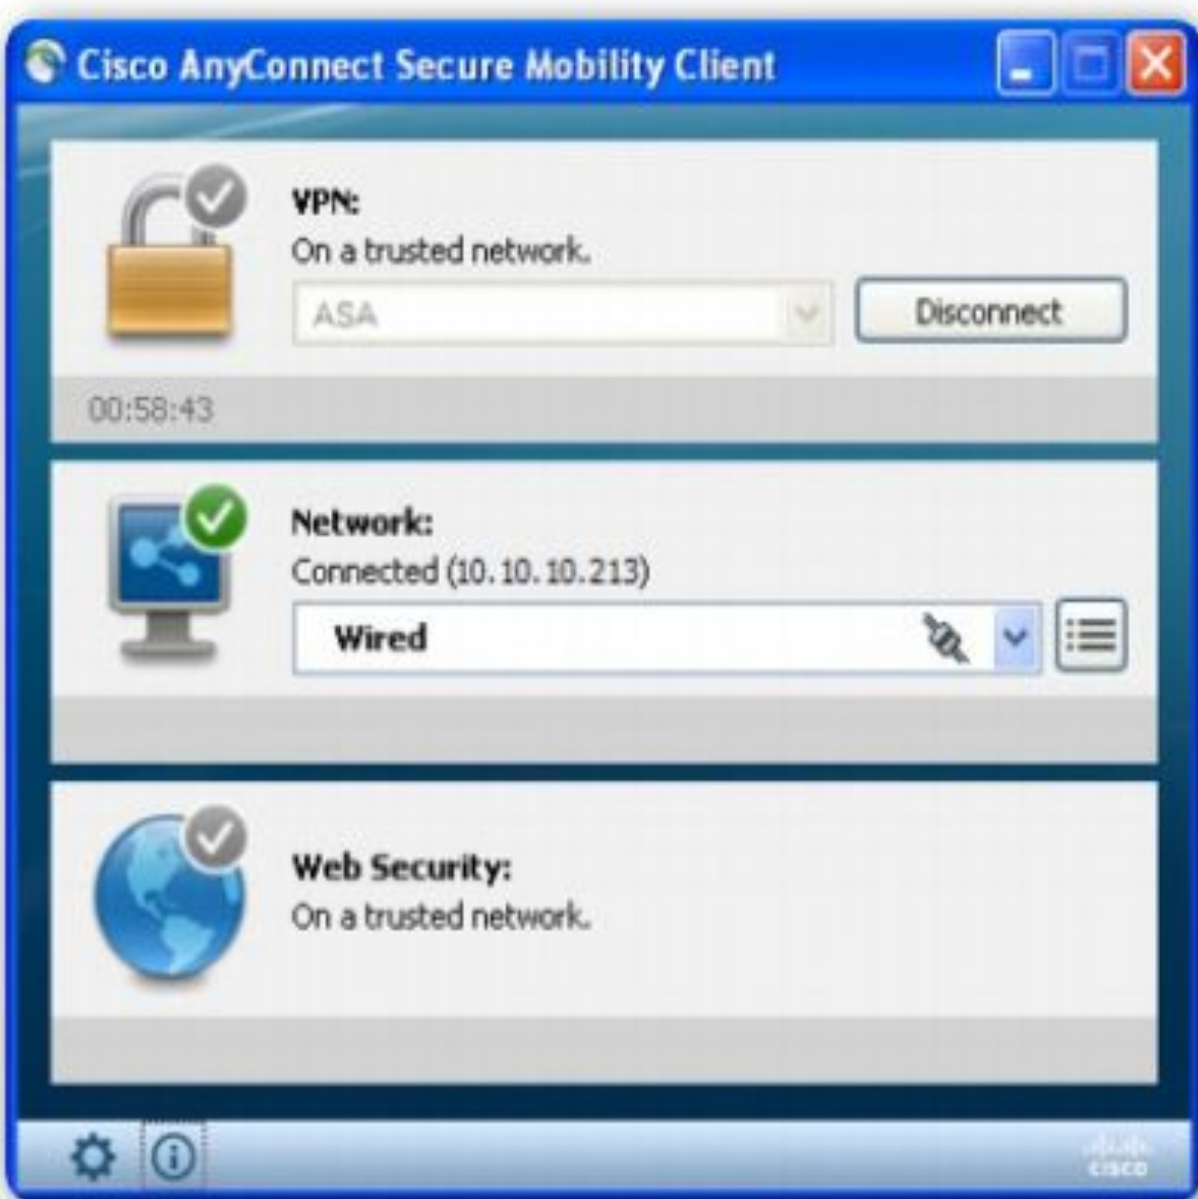 Cisco AnyConnect Secure Mobility Client
VPN:
On a trusted network.
ASA
Disconnect
00:58:43
Network:
Connected (10.10.10.213)
Wired
Web Security:
On a trusted network.
CISCO